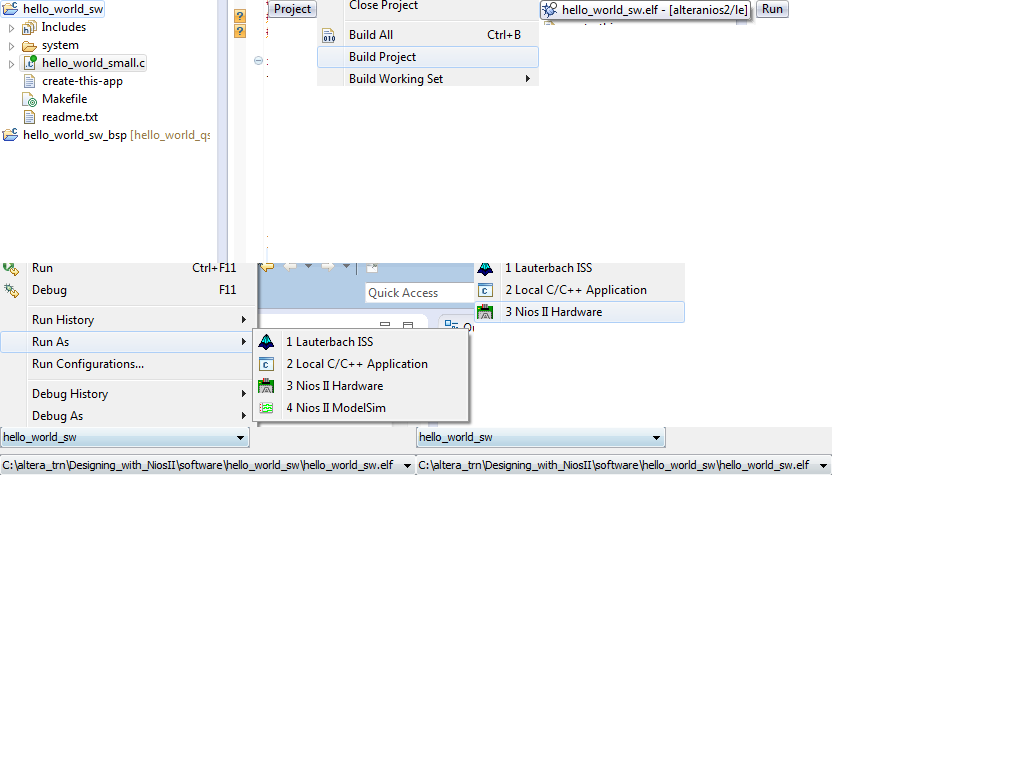 hello_world_sw
Includes
system
hello_world_small.c
create-this-app
Makefile
readme.txt
hello_world_sw_bsp [hello_world_qs
Project
Close Project
Build All Ctrl+B
Build Project
Build Working Set
hello_world_sw.elf - [alteranios2/le]
Run
Run Ctrl+F11
Debug F11
Run History
Run As
Run Configurations...
Debug History
Debug As
Quick Access
1 Lauterbach ISS
2 Local C/C++ Application
3 Nios II Hardware
4 Nios II ModelSim
1 Lauterbach ISS
2 Local C/C++ Application
3 Nios II Hardware
hello_world_sw
hello_world_sw
C:\altera_trn\Designing_with_NiosII\software\hello_world_sw\hello_world_sw.elf
C:\altera_trn\Designing_with_NiosII\software\hello_world_sw\hello_world_sw.elf